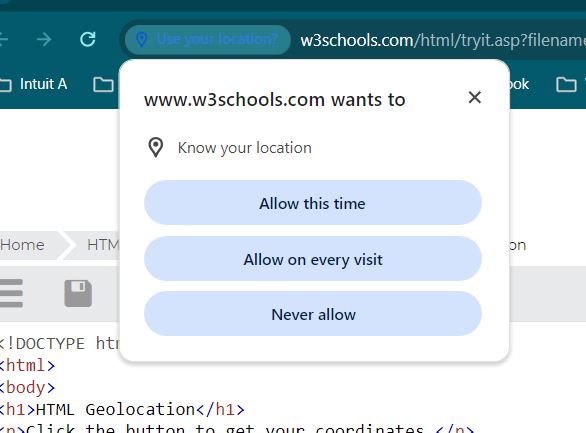 Use your location?
w3schools.com/html/tryit.asp?filename
Intuit A
ook
www.w3schools.com wants to
Know your location
Allow this time
Allow on every visit
Never allow
Home
HTM
on
<!DOCTYPE htm
<html>
<body>
<h1>HTML Geolocation</h1>
<p>Click the button to get your coordinates.</p>